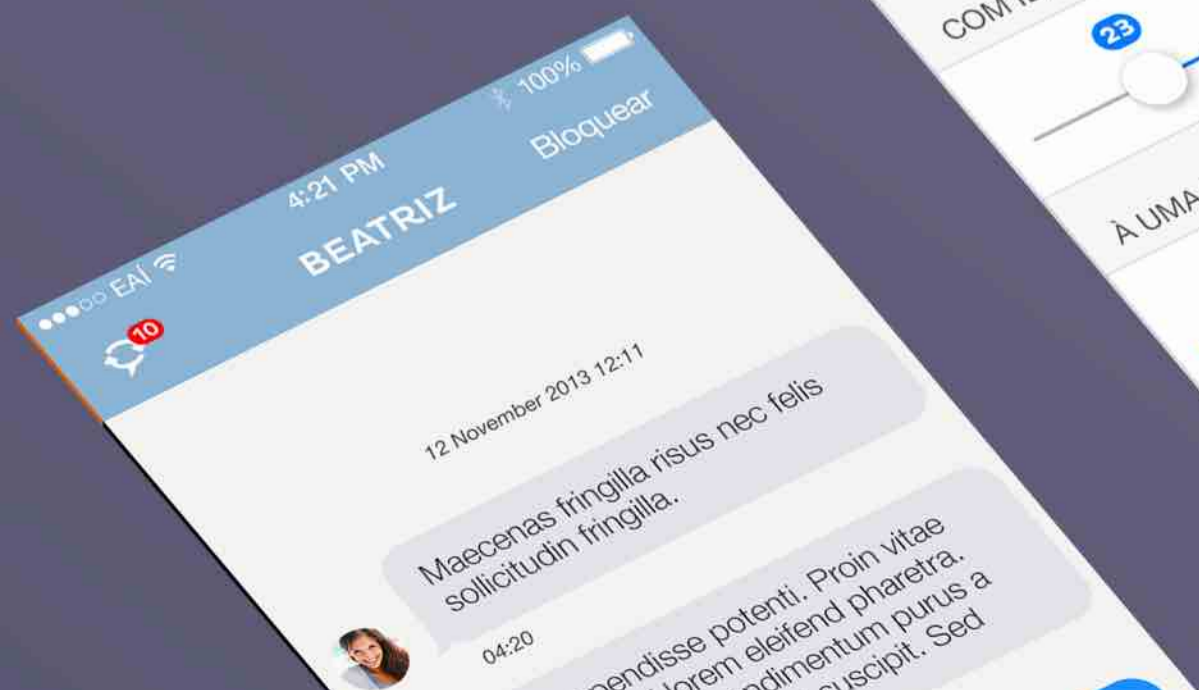 EAÍ
4:21 PM
100%
10
BEATRIZ
Bloquear
12 November 2013 12:11
Maecenas fringilla risus nec felis
sollicitudin fringilla.
04:20
potenti. Proin vitae
lorem eleifend pharetra.
purus a
suscipit. Sed
23
À UMA